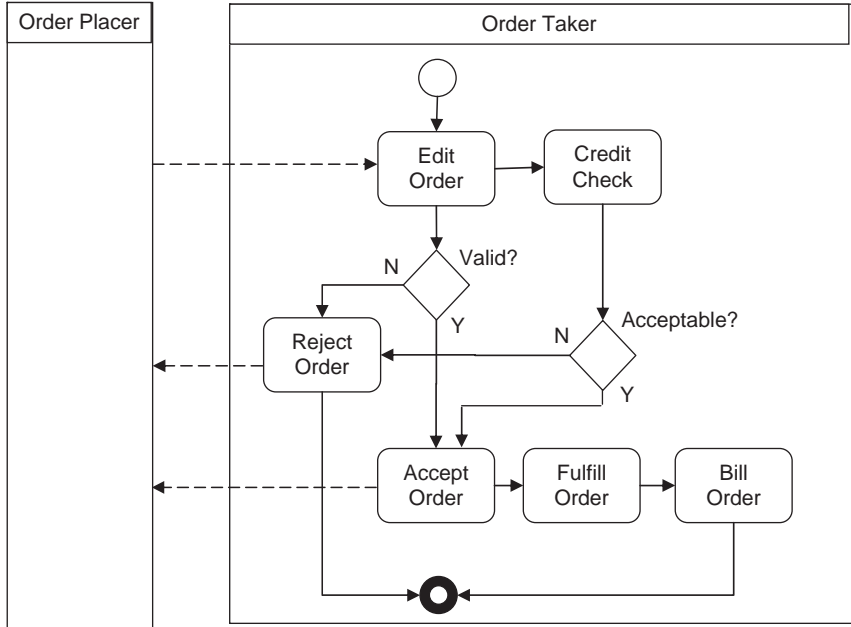 Order Placer
Order Taker
Edit
Order
Credit
Check
Valid?
N
Y
Acceptable?
N
Y
Reject
Order
Accept
Order
Fulfill
Order
Bill
Order